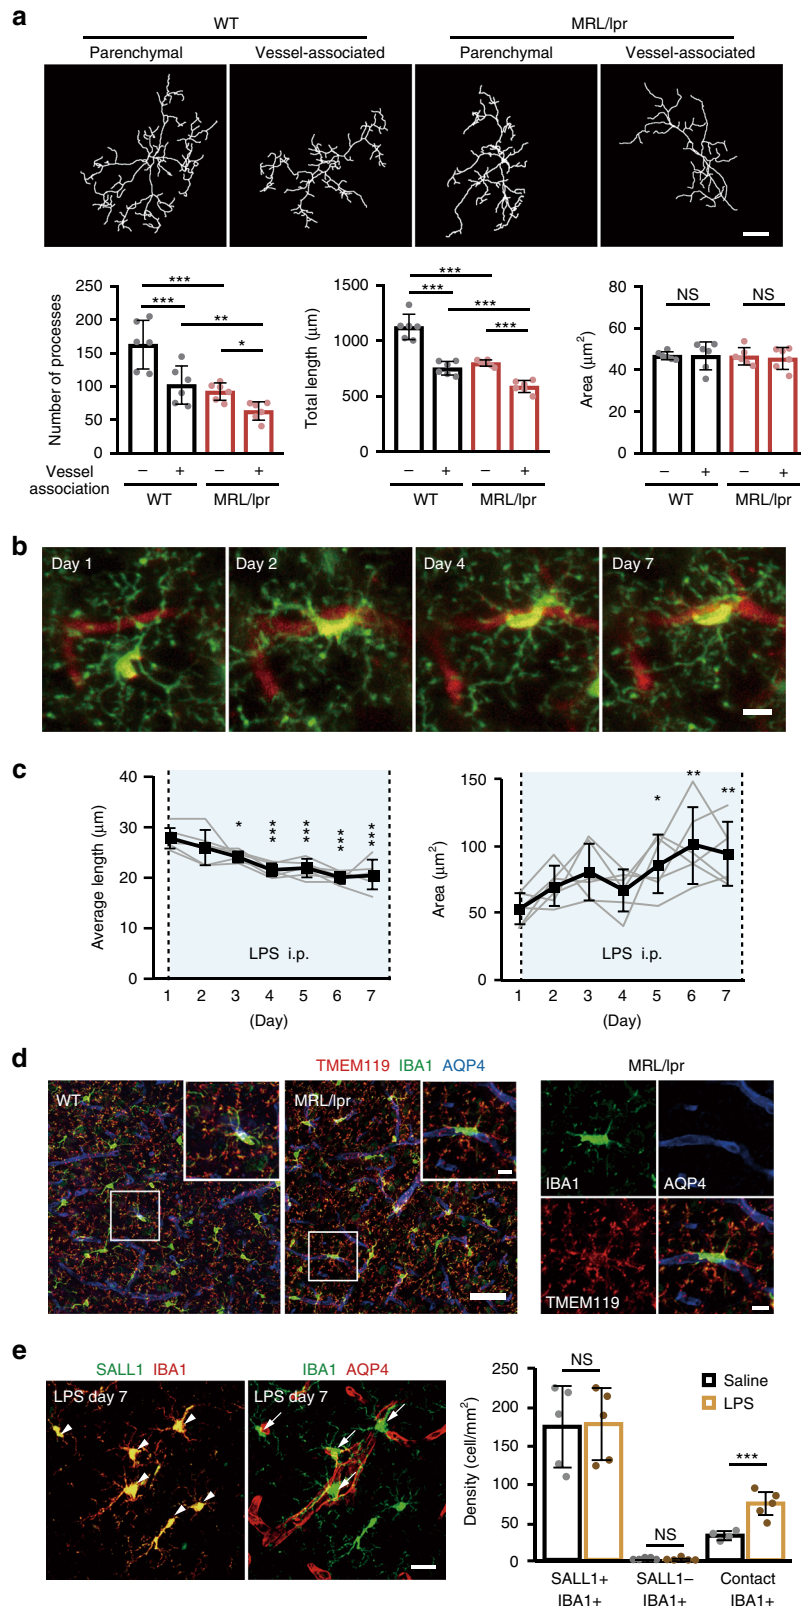 a
WT
MRL/lpr
Parenchymal
Vessel-associated
Parenchymal
Vessel-associated
Number of processes
250
200
150
100
50
0
***
***
**
*
Vessel association
– + – +
WT
MRL/lpr
Total length (μm)
1500
1000
500
0
***
***
***
***
– + – +
WT
MRL/lpr
Area (μm²)
80
60
40
20
0
NS
NS
– + – +
WT
MRL/lpr
b
Day 1
Day 2
Day 4
Day 7
c
Average length (μm)
40
30
20
10
0
*
***
***
***
***
LPS i.p.
1 2 3 4 5 6 7
(Day)
Area (μm²)
150
100
50
0
*
**
**
LPS i.p.
1 2 3 4 5 6 7
(Day)
d
TMEM119 IBA1 AQP4
WT
MRL/lpr
MRL/lpr
IBA1
AQP4
TMEM119
e
SALL1 IBA1
IBA1 AQP4
LPS day 7
LPS day 7
Density (cell/mm²)
250
200
150
100
50
0
NS
NS
***
Saline
LPS
SALL1+ IBA1+
SALL1– IBA1+
Contact IBA1+